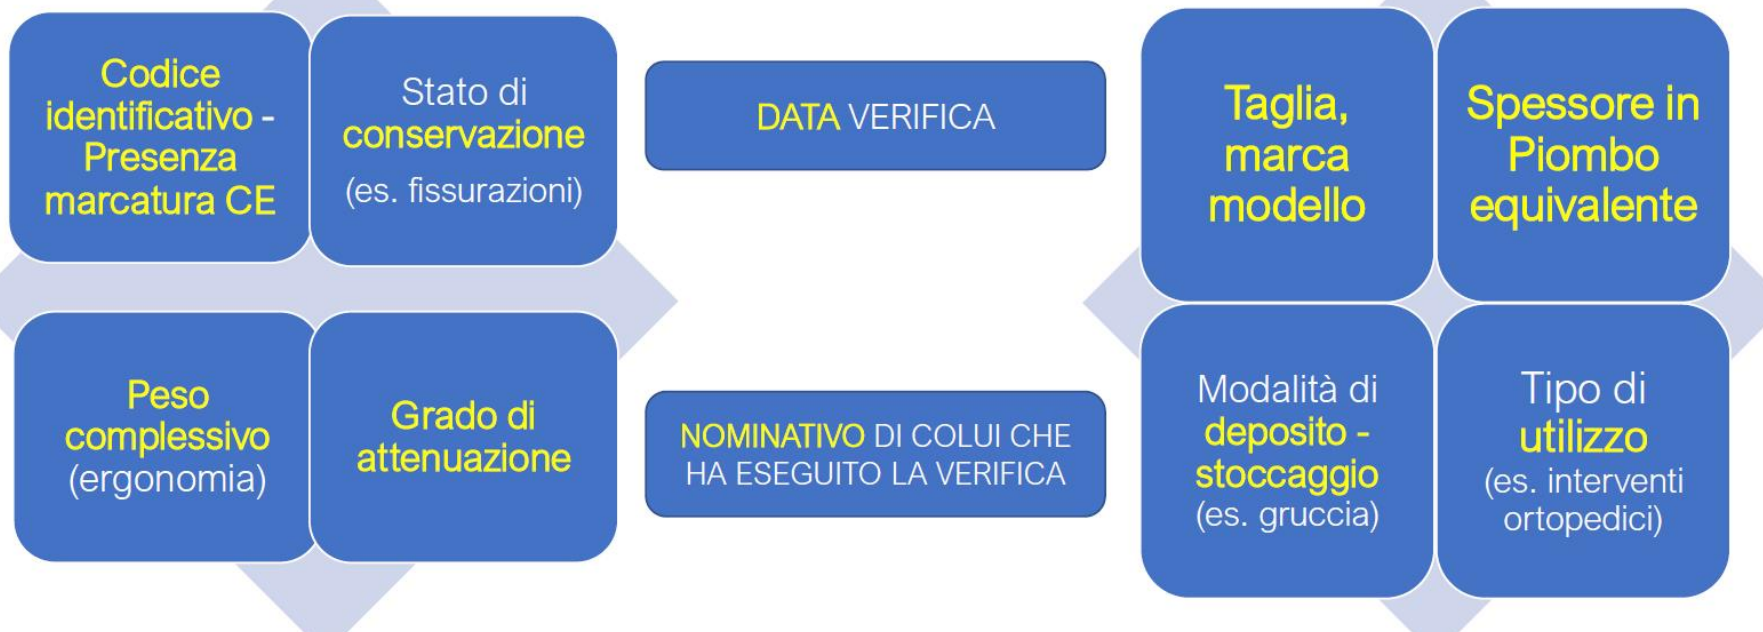 Codice
identificativo -
Presenza
marcatura CE
Stato di
conservazione
(es. fissurazioni)
Peso
complessivo
(ergonomia)
Grado di
attenuazione
DATA VERIFICA
NOMINATIVO DI COLUI CHE
HA ESEGUITO LA VERIFICA
Taglia,
marca
modello
Spessore in
Piombo
equivalente
Modalità di
deposito -
stoccaggio
(es. gruccia)
Tipo di
utilizzo
(es. interventi
ortopedici)